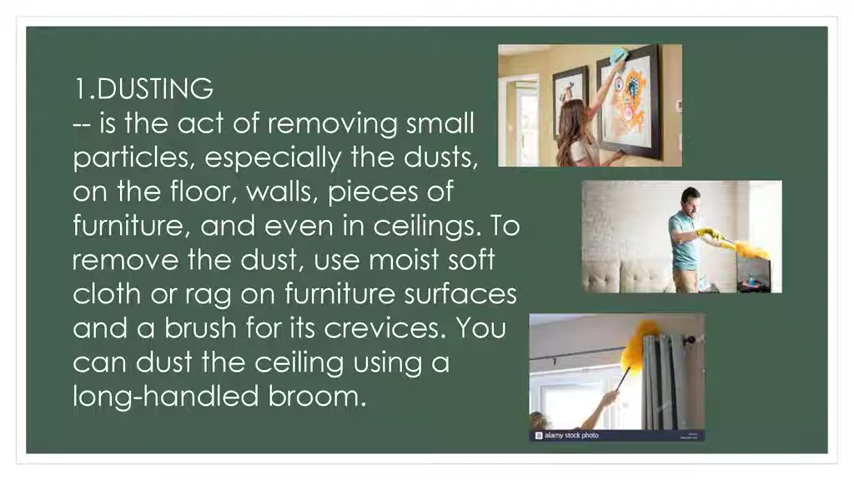 1.DUSTING
-- is the act of removing small
particles, especially the dusts,
on the floor, walls, pieces of
furniture, and even in ceilings. To
remove the dust, use moist soft
cloth or rag on furniture surfaces
and a brush for its crevices. You
can dust the ceiling using a
long-handled broom.
alamy stock photo